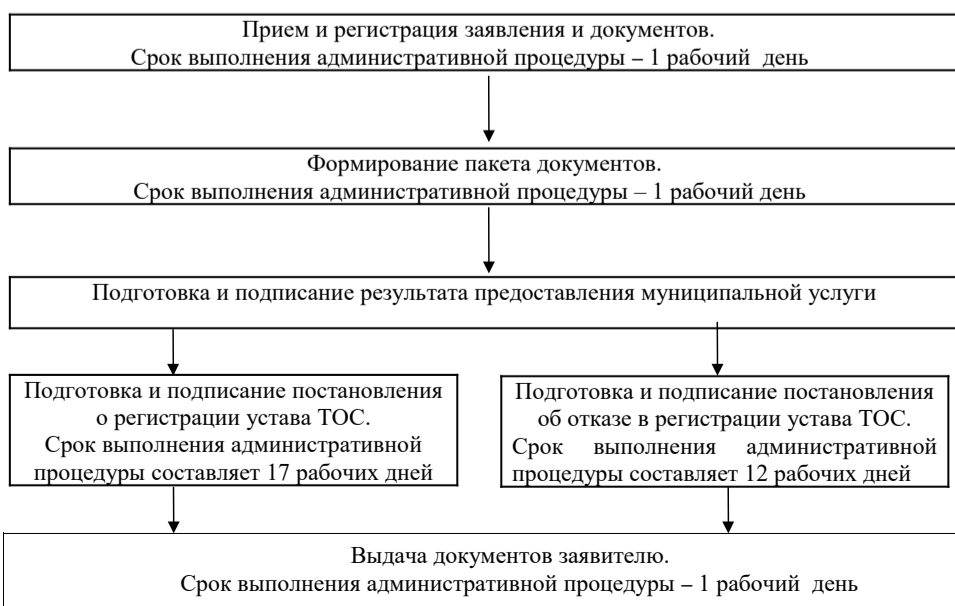 Прием и регистрация заявления и документов.
Срок выполнения административной процедуры – 1 рабочий день
Формирование пакета документов.
Срок выполнения административной процедуры – 1 рабочий день
Подготовка и подписание результата предоставления муниципальной услуги
Подготовка и подписание постановления
о регистрации устава ТОС.
Срок выполнения административной
процедуры составляет 17 рабочих дней
Подготовка и подписание постановления
об отказе в регистрации устава ТОС.
Срок выполнения административной
процедуры составляет 12 рабочих дней
Выдача документов заявителю.
Срок выполнения административной процедуры – 1 рабочий день